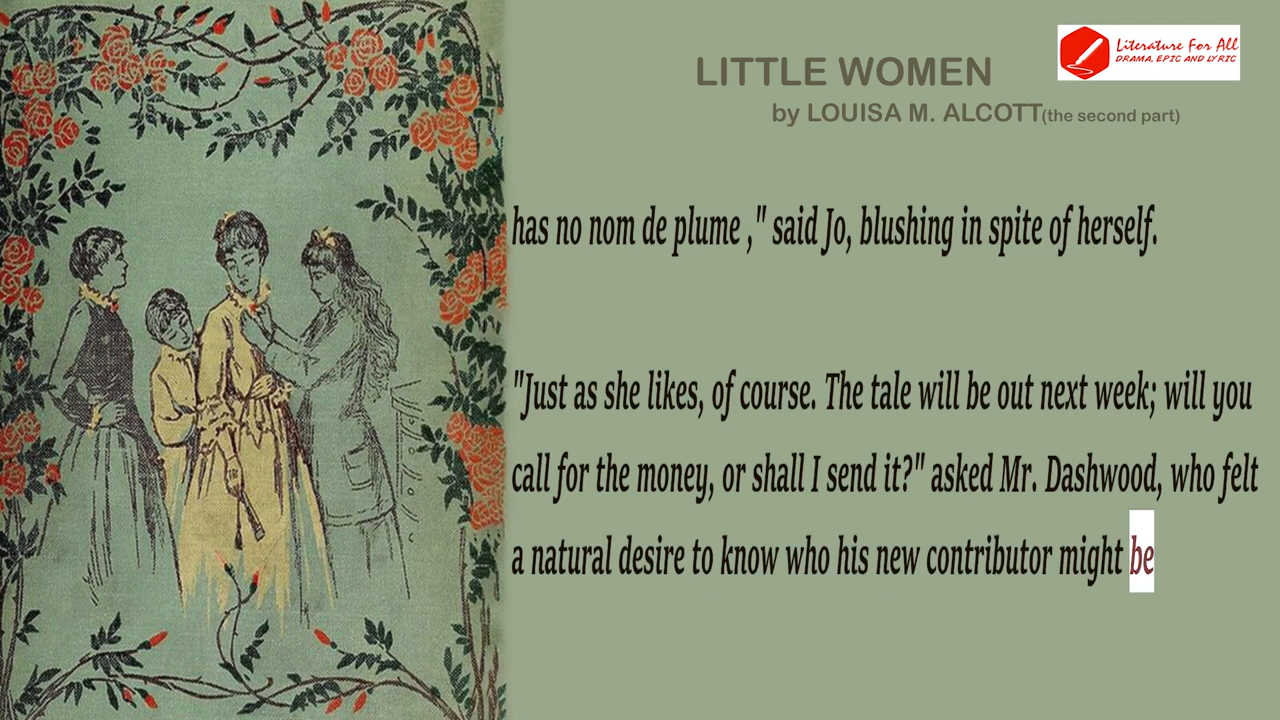 LITTLE WOMEN
by LOUISA M. ALCOTT(the second part)
Literature For All
DRAMA, EPIC AND LYRIC
has no nom de plume ," said Jo, blushing in spite of herself.
"Just as she likes, of course. The tale will be out next week; will you
call for the money, or shall I send it?" asked Mr. Dashwood, who felt
a natural desire to know who his new contributor might be